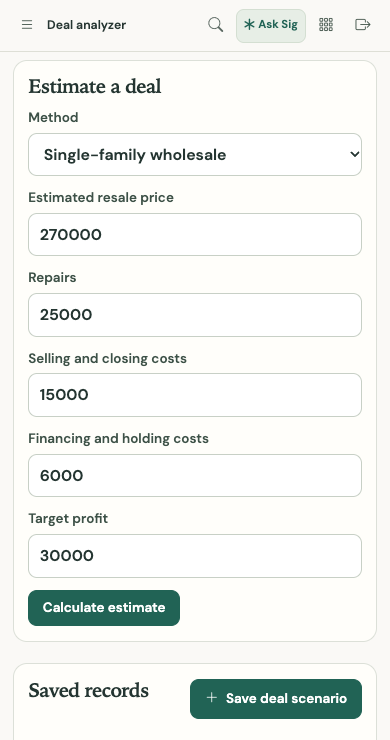 Deal analyzer
Ask Sig
Estimate a deal
Method
Single-family wholesale
Estimated resale price
270000
Repairs
25000
Selling and closing costs
15000
Financing and holding costs
6000
Target profit
30000
Calculate estimate
Saved records
Save deal scenario